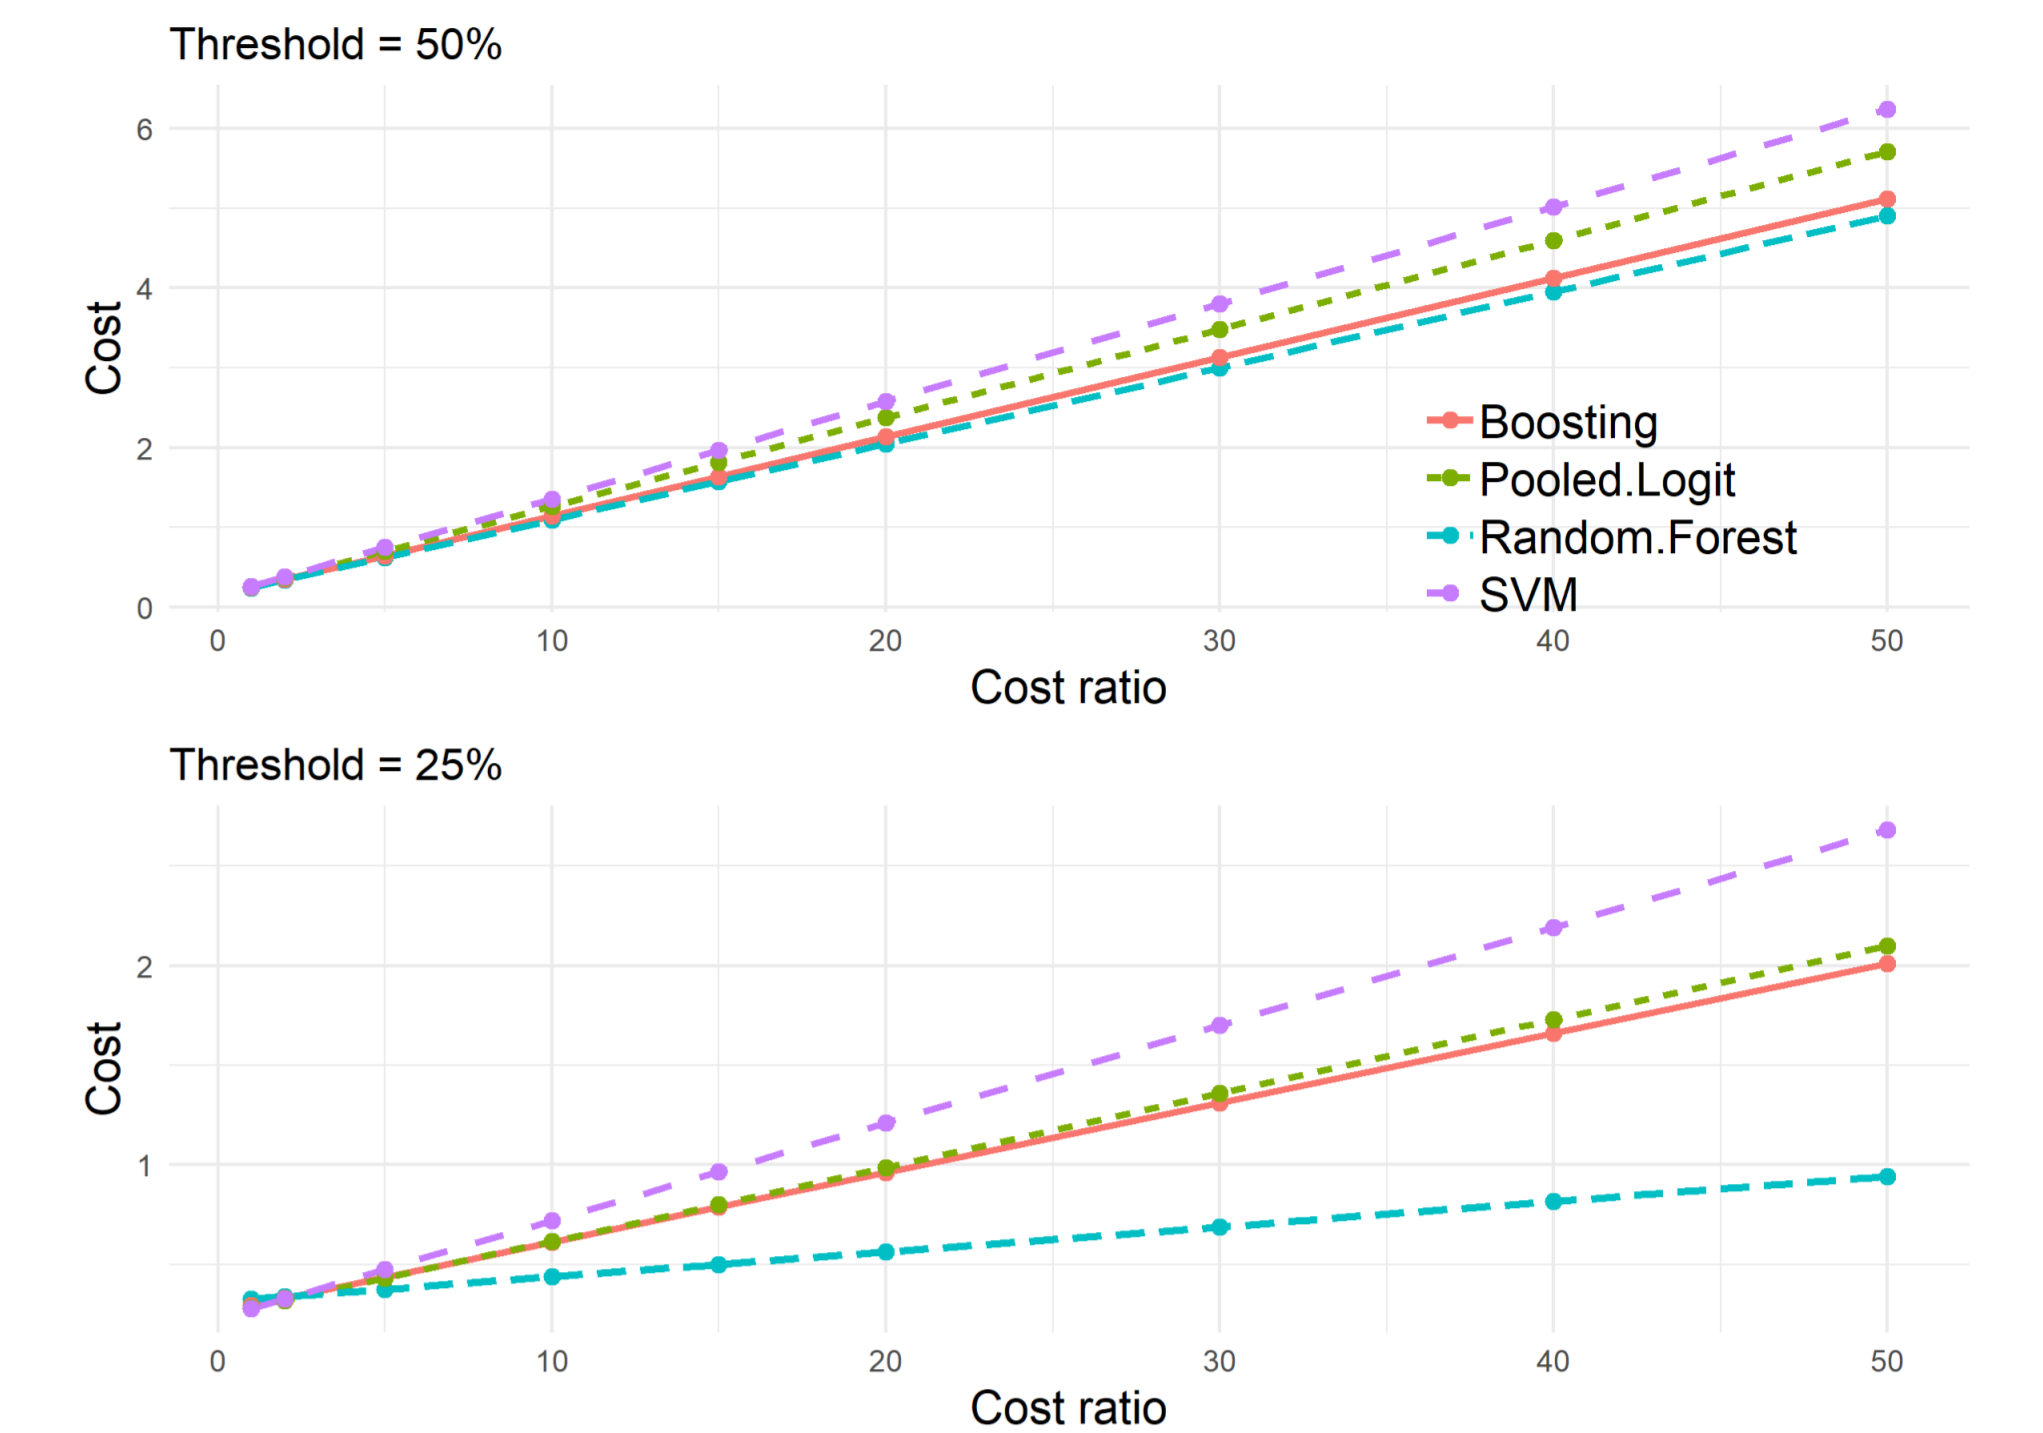 Threshold = 50%
6
4
2
0
Cost
Boosting
Pooled.Logit
Random.Forest
SVM
0 10 20 30 40 50
Cost ratio
Threshold = 25%
2
1
Cost
0 10 20 30 40 50
Cost ratio